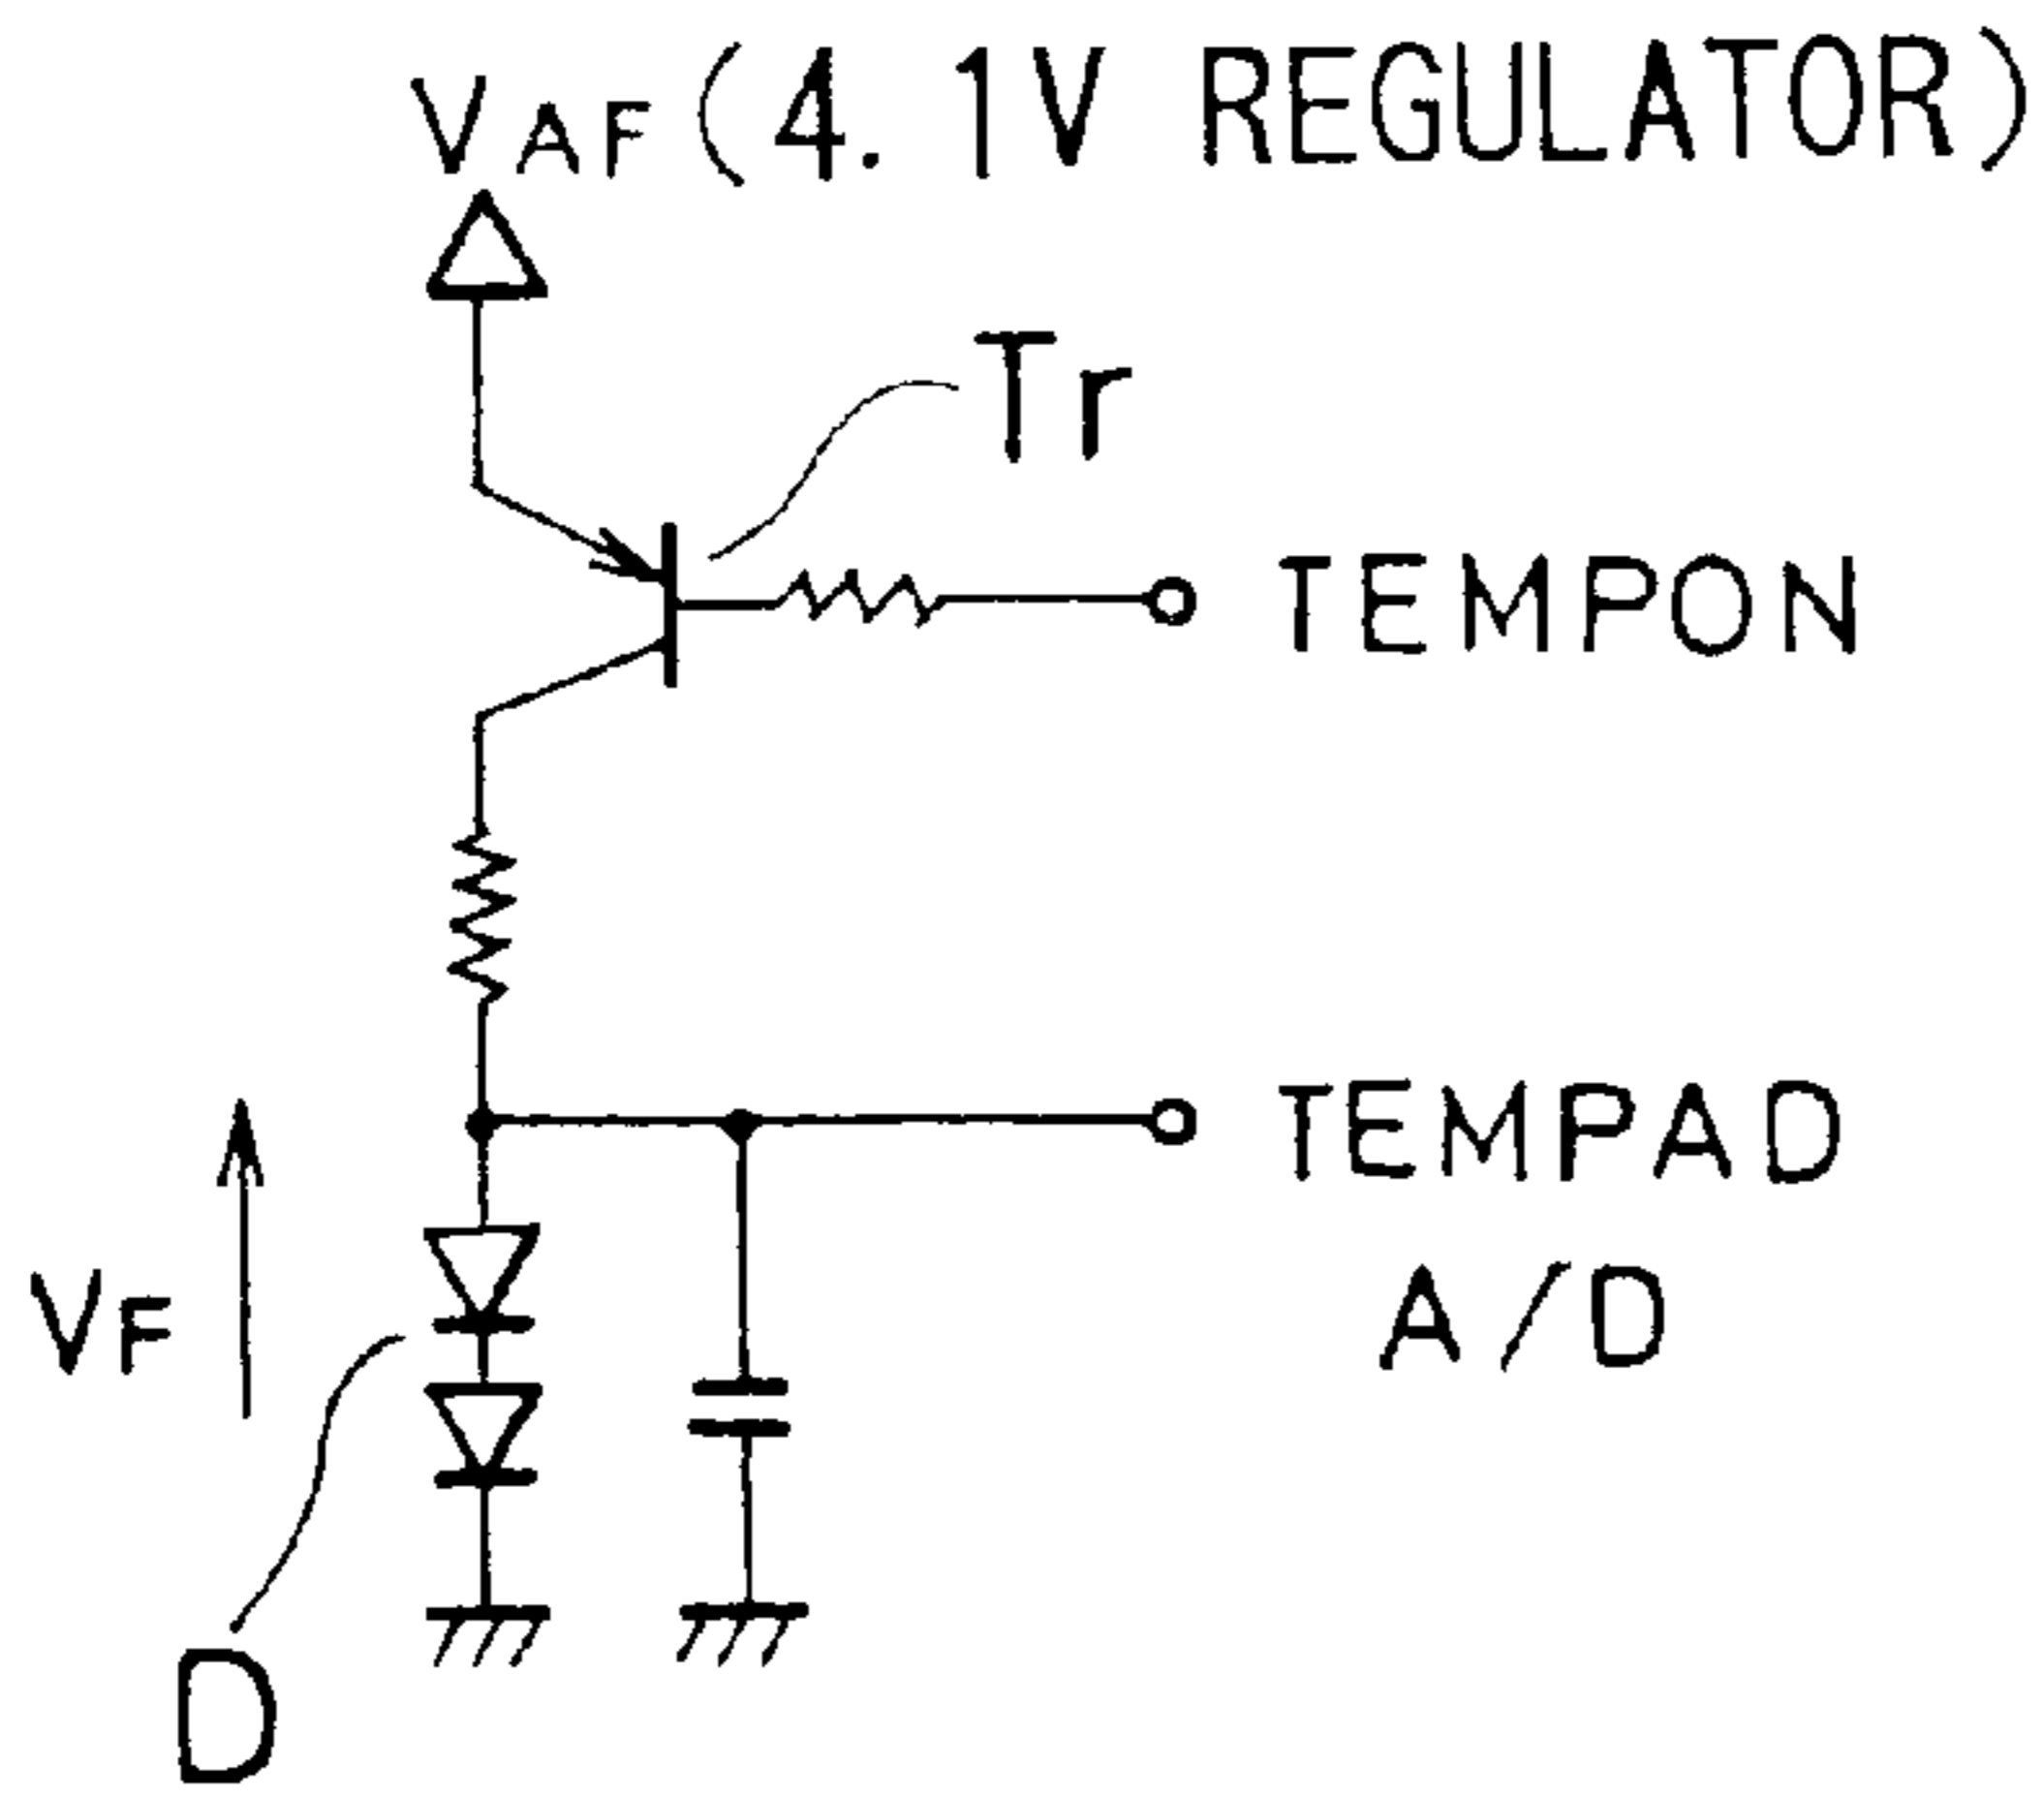 VAF (4.1V REGULATOR)
Tr
TEMPON
TEMPAD
A/D
VF
D